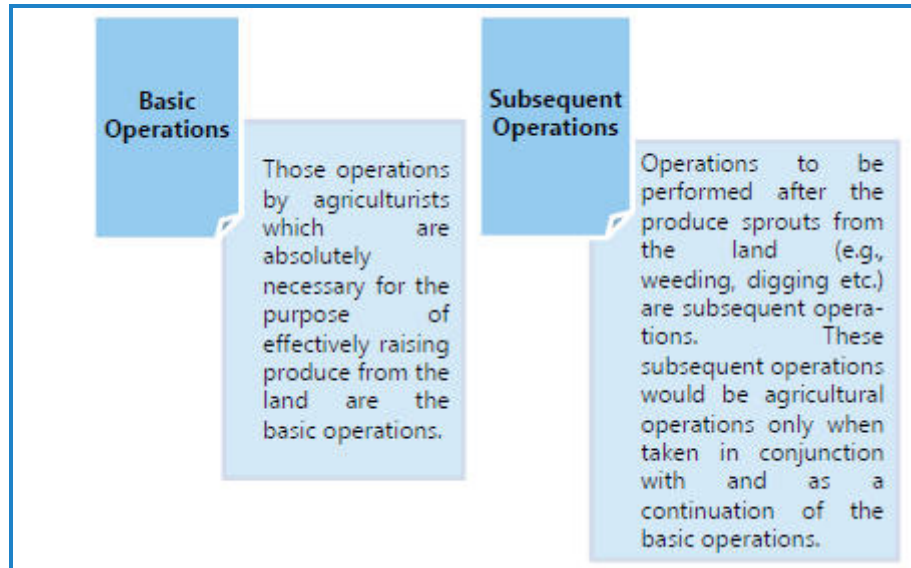 Basic
Operations
Those operations
by agriculturists
which are
absolutely
necessary for the
purpose of
effectively raising
produce from the
land are the
basic operations.
Subsequent
Operations
Operations to be
performed after the
produce sprouts from
the land (e.g.,
weeding, digging etc.)
are subsequent opera-
tions. These
subsequent operations
would be agricultural
operations only when
taken in conjunction
with and as a
continuation of the
basic operations.